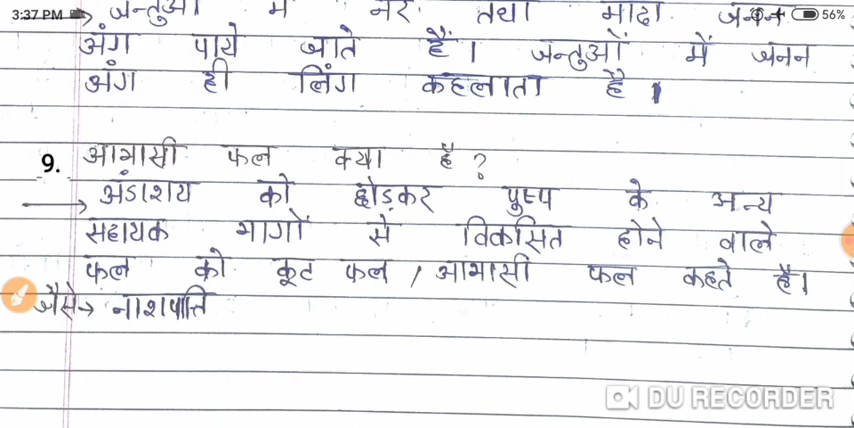 3:37 PM 56%
जन्तुओं में नर तथा मादा जनन
अंग पाये जाते हैं। जन्तुओं में जनन
अंग ही लिंग कहलाता है।
9. आभासी फल क्या है?
→ अंडाशय को छोड़कर पुष्प के अन्य
सहायक भागों से विकसित होने वाले
फल को कूट फल / आभासी फल कहते हैं।
जैसे→ नाशपाति
DU RECORDER